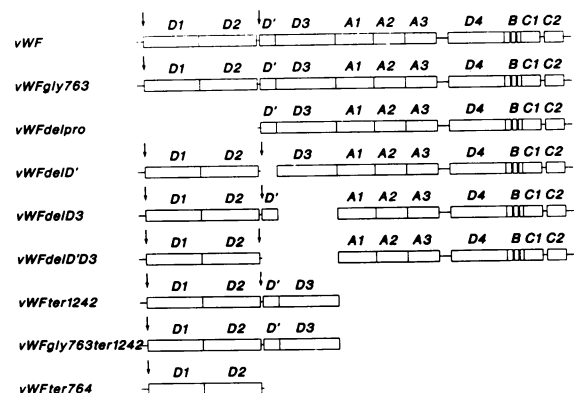 D1 D2 D' D3 A1 A2 A3 D4 B C1 C2
vWF
D1 D2 D' D3 A1 A2 A3 D4 B C1 C2
vWFgly763
D' D3 A1 A2 A3 D4 B C1 C2
vWFdelpro
D1 D2 D3 A1 A2 A3 D4 B C1 C2
vWFdelD'
D1 D2 D' A1 A2 A3 D4 B C1 C2
vWFdelD3
D1 D2 A1 A2 A3 D4 B C1 C2
vWFdelD'D3
D1 D2 D' D3
vWFter1242
D1 D2 D' D3
vWFgly763ter1242
D1 D2
vWFter764